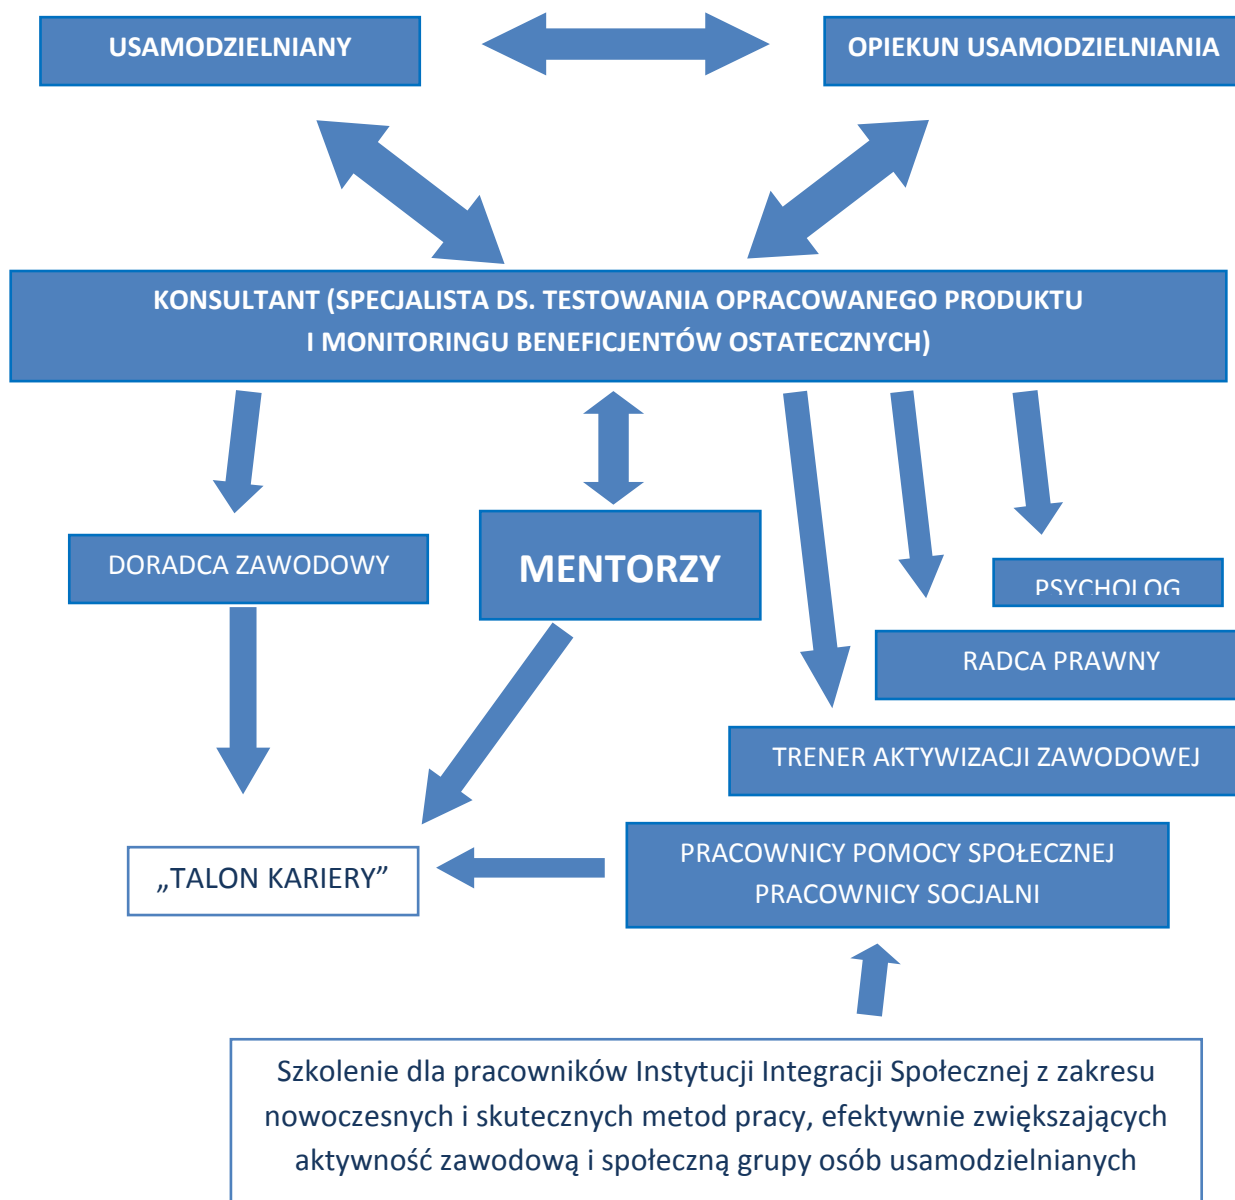 USAMODZIELNIANY
OPIEKUN USAMODZIELNIANIA
KONSULTANT (SPECJALISTA DS. TESTOWANIA OPRACOWANEGO PRODUKTU
I MONITORINGU BENEFICJENTÓW OSTATECZNYCH)
DORADCA ZAWODOWY
MENTORZY
PSYCHOLOG
RADCA PRAWNY
TRENER AKTYWIZACJI ZAWODOWEJ
„TALON KARIERY”
PRACOWNICY POMOCY SPOŁECZNEJ
PRACOWNICY SOCJALNI
Szkolenie dla pracowników Instytucji Integracji Społecznej z zakresu
nowoczesnych i skutecznych metod pracy, efektywnie zwiększających
aktywność zawodową i społeczną grupy osób usamodzielnianych